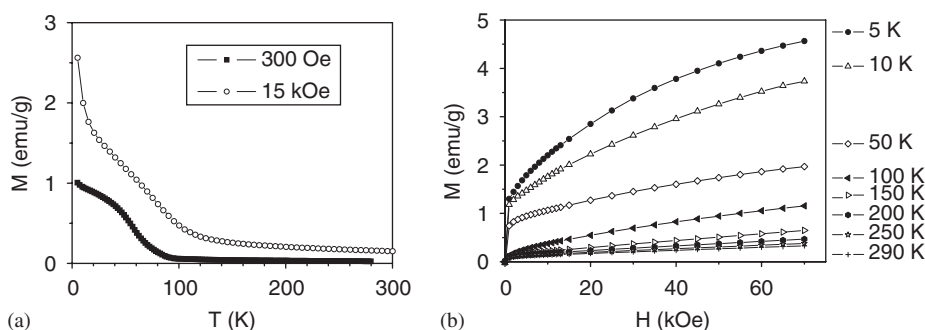 3
2
1
0
M (emu/g)
300 Oe
15 kOe
0
100
200
300
T (K)
(a)
5
4
3
2
1
0
M (emu/g)
0
20
40
60
H (kOe)
(b)
5 K
10 K
50 K
100 K
150 K
200 K
250 K
290 K